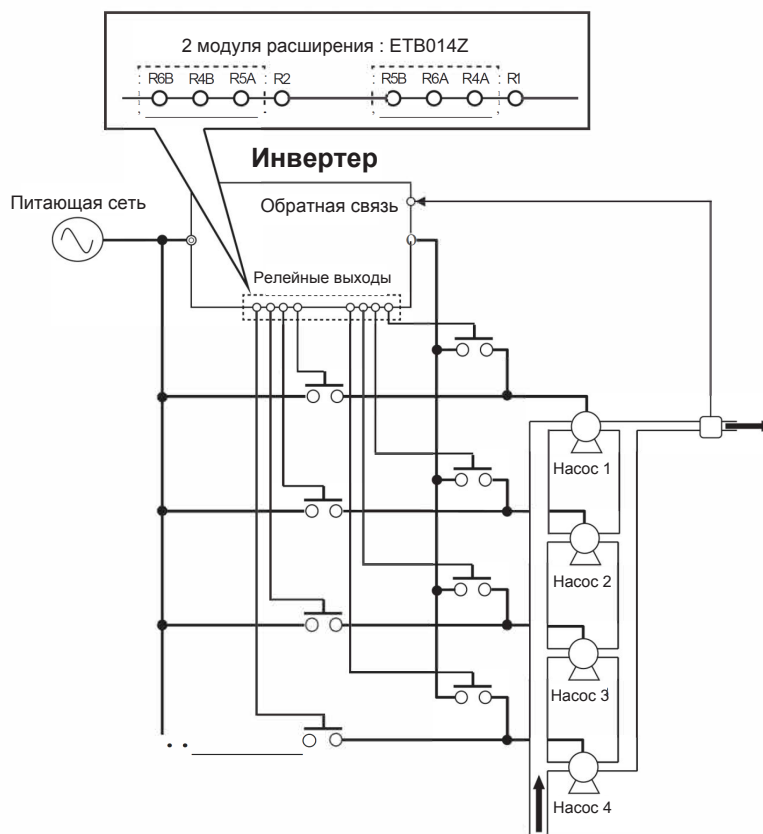 2 модуля расширения : ETB014Z
R6B R4B R5A R2 R5B R6A R4A R1
Инвертер
Питающая сеть
Обратная связь
Релейные выходы
Насос 1
Насос 2
Насос 3
Насос 4